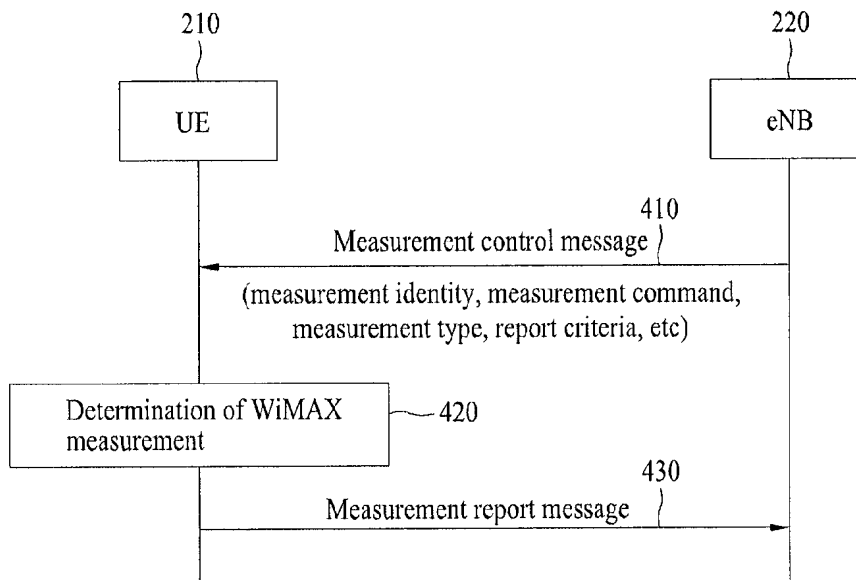 210
220
UE
eNB
410
Measurement control message
(measurement identity, measurement command,
measurement type, report criteria, etc)
Determination of WiMAX
measurement
420
430
Measurement report message